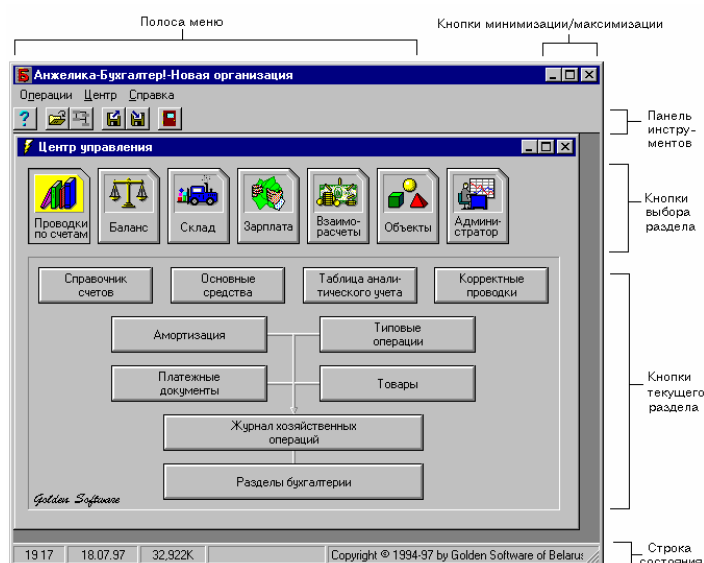 Полоса меню
Кнопки минимизации/максимизации
Анжелика-Бухгалтер!-Новая организация
Операции Центр Справка
Панель
инстру-
ментов
Центр управления
Проводки
по счетам
Баланс
Склад
Зарплата
Взаимо-
расчеты
Объекты
Админи-
стратор
Кнопки
выбора
раздела
Справочник
счетов
Основные
средства
Таблица анали-
тического учета
Корректные
проводки
Амортизация
Типовые
операции
Платежные
документы
Товары
Журнал хозяйственных
операций
Разделы бухгалтерии
Кнопки
текущего
раздела
Golden Software
19 17
18.07.97
32,922K
Copyright © 1994-97 by Golden Software of Belarus
Строка
состояния